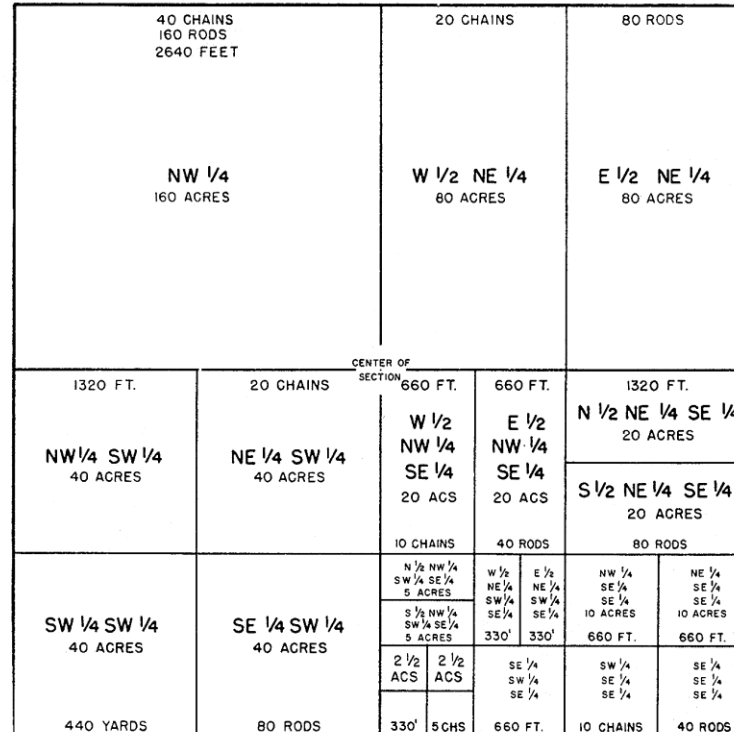 40 CHAINS
160 RODS
2640 FEET
NW 1/4
160 ACRES
20 CHAINS
W 1/2 NE 1/4
80 ACRES
80 RODS
E 1/2 NE 1/4
80 ACRES
CENTER OF
SECTION
1320 FT.
NW 1/4 SW 1/4
40 ACRES
20 CHAINS
NE 1/4 SW 1/4
40 ACRES
660 FT.
W 1/2
NW 1/4
SE 1/4
20 ACS
10 CHAINS
660 FT.
E 1/2
NW 1/4
SE 1/4
20 ACS
40 RODS
1320 FT.
N 1/2 NE 1/4 SE 1/4
20 ACRES
S 1/2 NE 1/4 SE 1/4
20 ACRES
80 RODS
SW 1/4 SW 1/4
40 ACRES
440 YARDS
SE 1/4 SW 1/4
40 ACRES
80 RODS
N 1/2 NW 1/4
SW 1/4 SE 1/4
5 ACRES
S 1/2 NW 1/4
SW 1/4 SE 1/4
5 ACRES
W 1/2
NE 1/4
SW 1/4
SE 1/4
330'
E 1/2
NE 1/4
SW 1/4
SE 1/4
330'
NW 1/4
SE 1/4
SE 1/4
10 ACRES
660 FT.
NE 1/4
SE 1/4
SE 1/4
10 ACRES
660 FT.
2 1/2
ACS
2 1/2
ACS
330'
5 CHS
SE 1/4
SW 1/4
SE 1/4
660 FT.
SW 1/4
SE 1/4
SE 1/4
10 CHAINS
SE 1/4
SE 1/4
SE 1/4
40 RODS